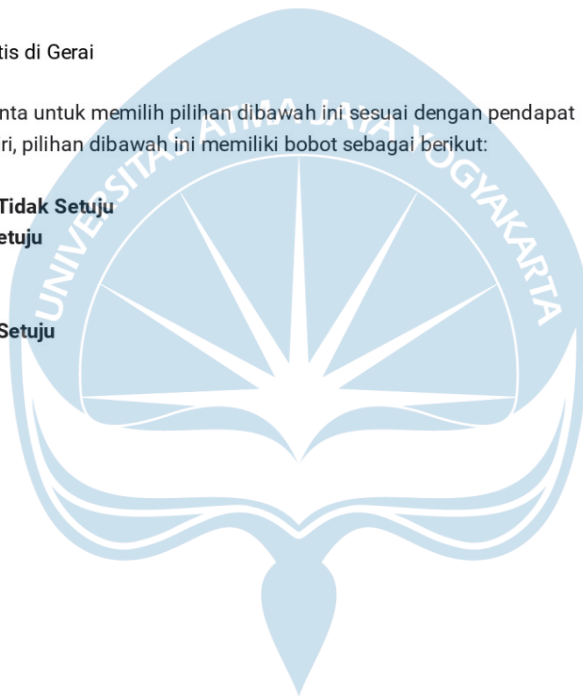 tis di Gerai
nta untuk memilih pilihan dibawah ini sesuai dengan pendapat
ri, pilihan dibawah ini memiliki bobot sebagai berikut:
Tidak Setuju
etuju
Setuju
UNIVERSITAS ATMA JAYA YOGYAKARTA